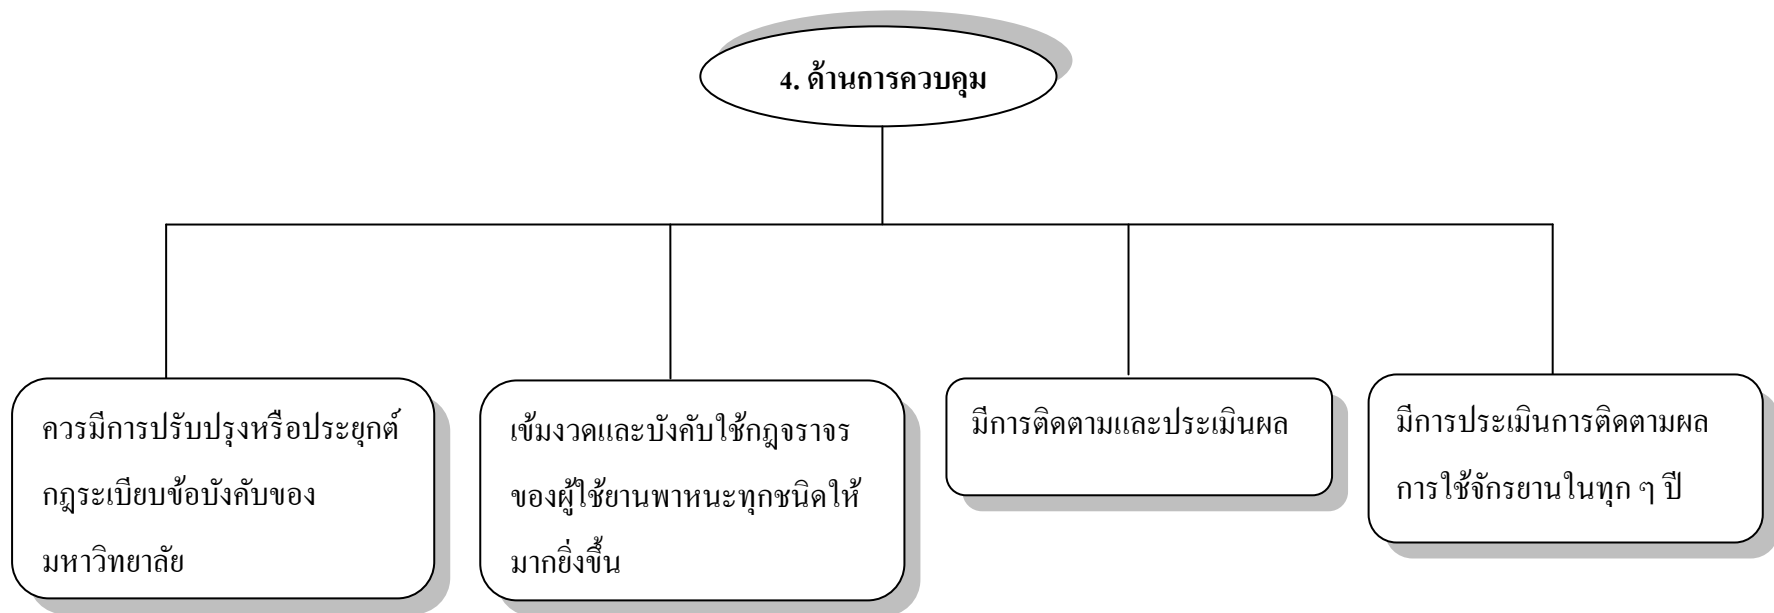 4. ด้านการควบคุม
ควรมีการปรับปรุงหรือประยุกต์
กฎระเบียบข้อบังคับของ
มหาวิทยาลัย
เข้มงวดและบังคับใช้กฎจราจร
ของผู้ใช้ยานพาหนะทุกชนิดให้
มากยิ่งขึ้น
มีการติดตามและประเมินผล
มีการประเมินการติดตามผล
การใช้จักรยานในทุก ๆ ปี